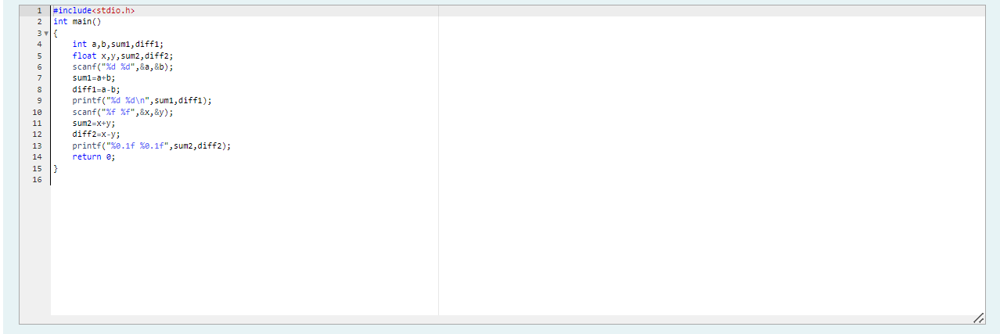 1 #include<stdio.h>
2 int main()
3 {
4 int a,b,sum1,diff1;
5 float x,y,sum2,diff2;
6 scanf("%d %d",&a,&b);
7 sum1=a+b;
8 diff1=a-b;
9 printf("%d %d\n",sum1,diff1);
10 scanf("%f %f",&x,&y);
11 sum2=x+y;
12 diff2=x-y;
13 printf("%0.1f %0.1f",sum2,diff2);
14 return 0;
15 }
16